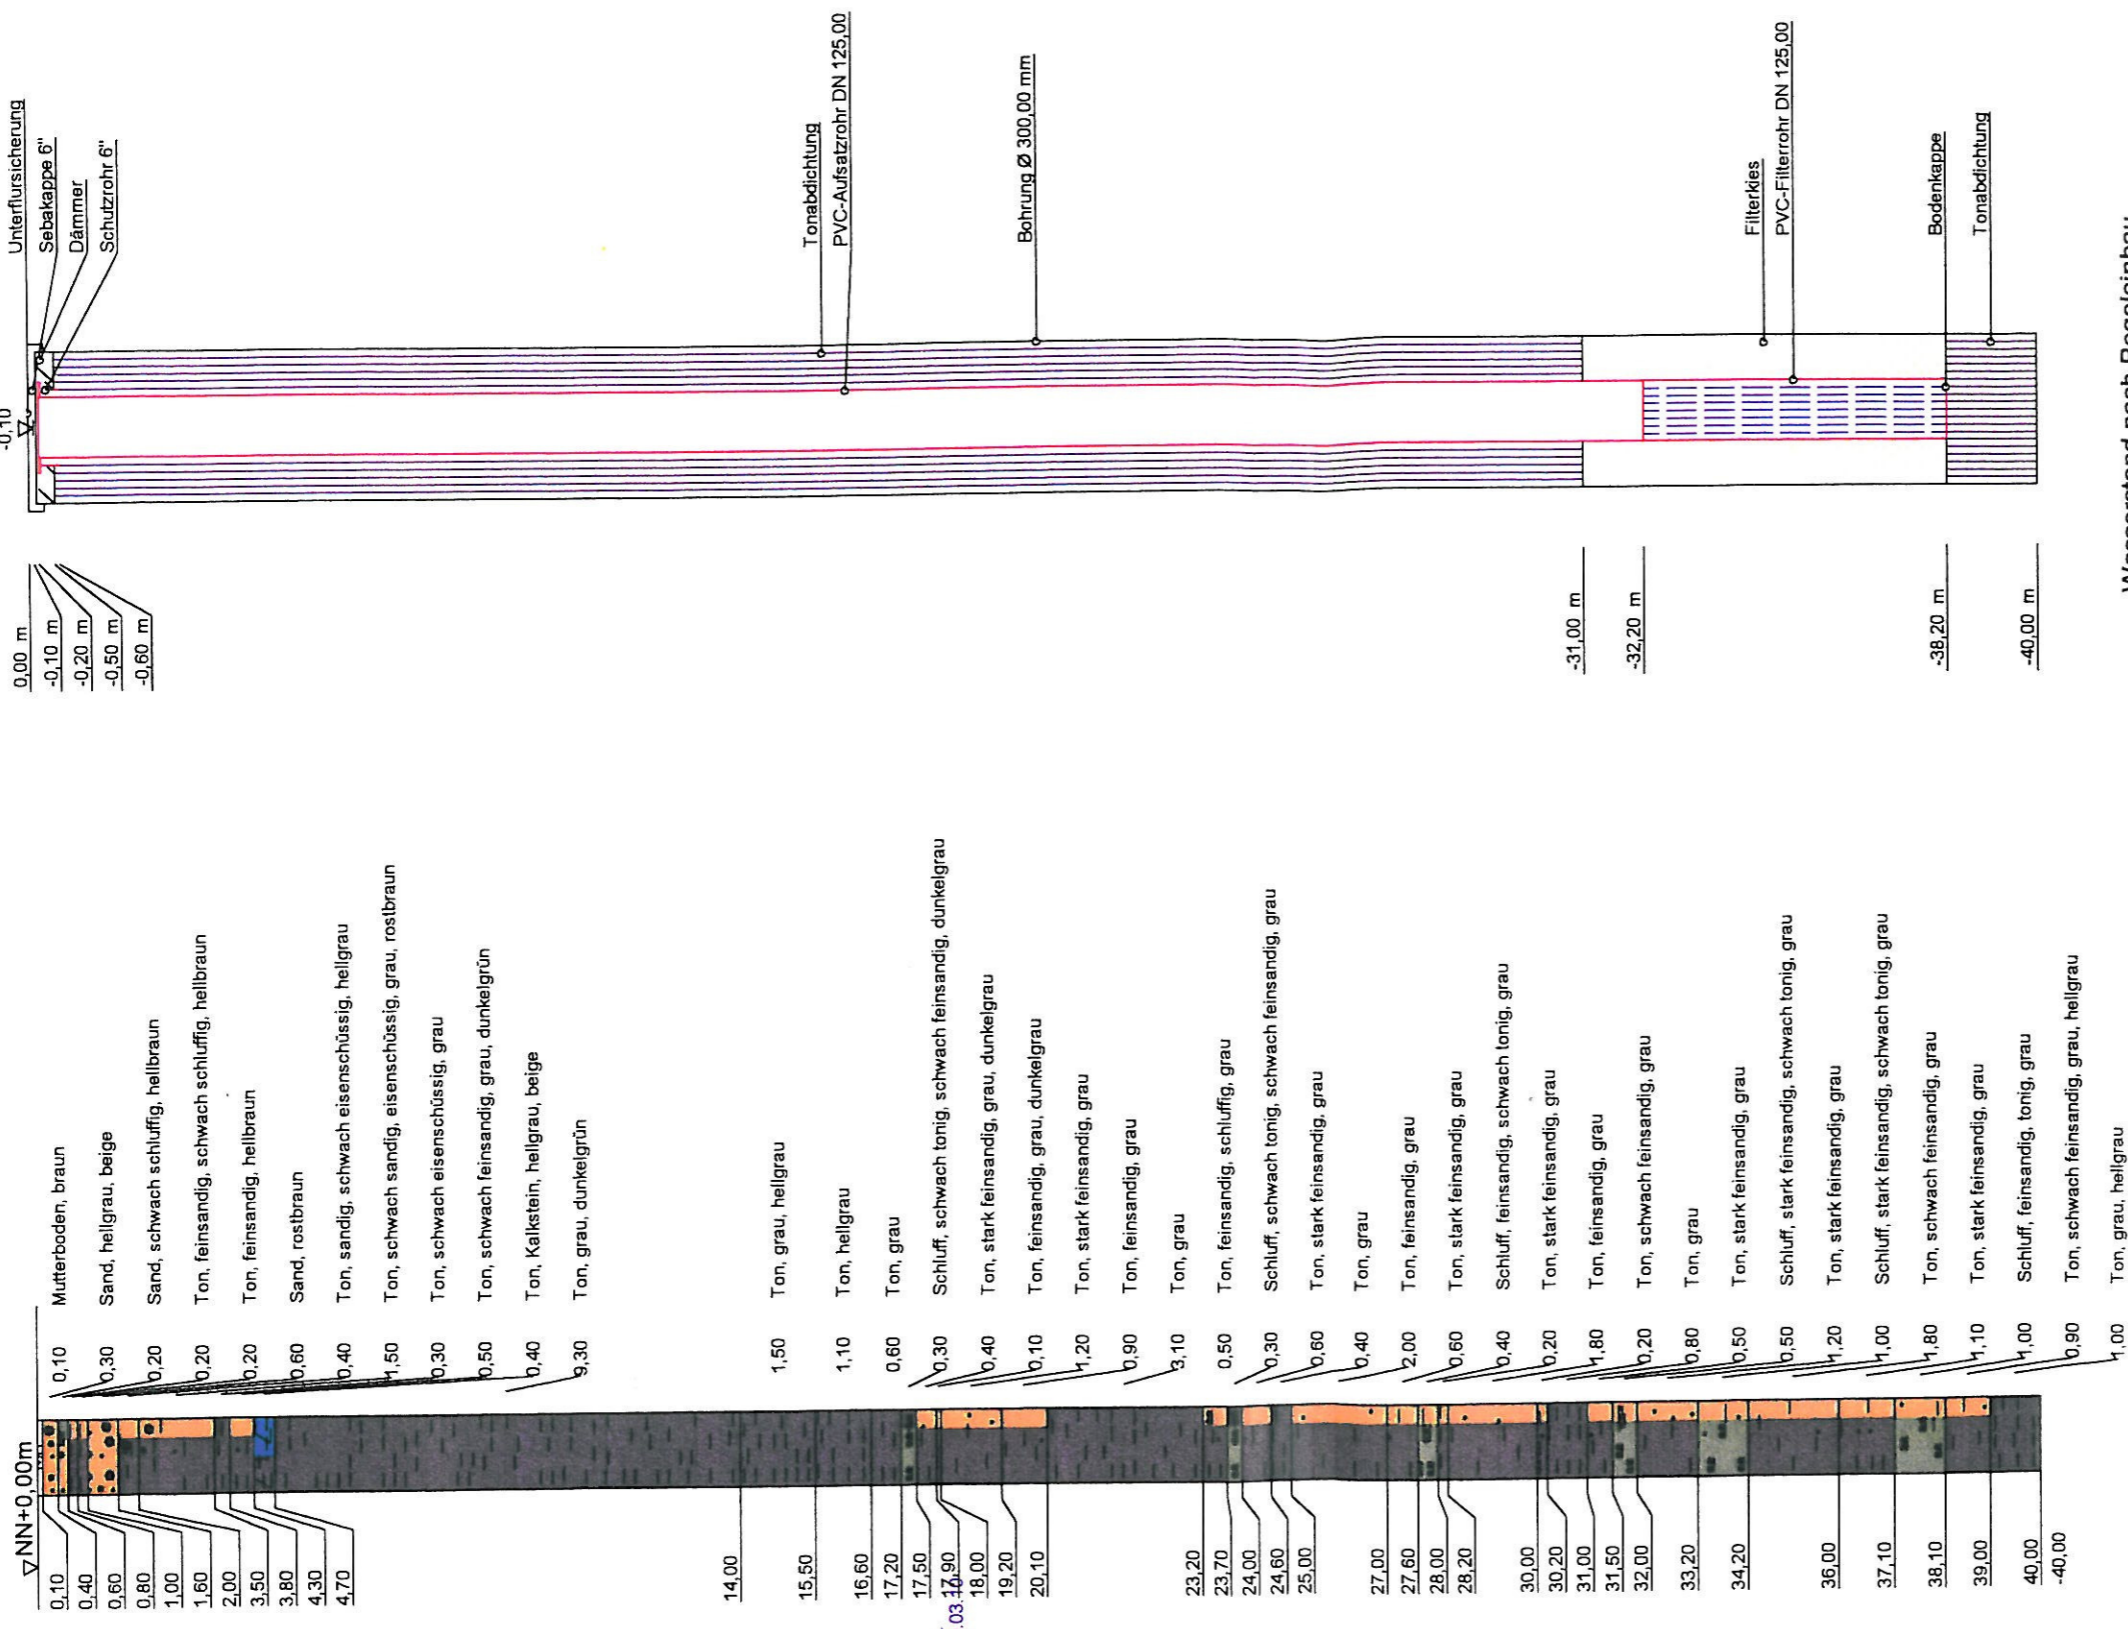 Unterflursicherung
Sebakappe 6"
Dämmer
Schutzrohr 6"
Tonabdichtung
PVC-Aufsatzrohr DN 125,00
Bohrung Ø 300,00 mm
Filterkies
PVC-Filterrohr DN 125,00
Bodenkappe
Tonabdichtung
-0,10
0,00 m
-0,10 m
-0,20 m
-0,50 m
-0,60 m
-31,00 m
-32,20 m
-38,20 m
-40,00 m
0,10 Mutterboden, braun
0,30 Sand, hellgrau, beige
0,20 Sand, schwach schluffig, hellbraun
0,20 Ton, feinsandig, schwach schluffig, hellbraun
0,20 Ton, feinsandig, hellbraun
0,60 Sand, rostbraun
0,40 Ton, sandig, schwach eisenschüssig, hellgrau
1,50 Ton, schwach sandig, eisenschüssig, grau, rostbraun
0,30 Ton, schwach eisenschüssig, grau
0,50 Ton, schwach feinsandig, grau, dunkelgrün
0,40 Ton, Kalkstein, hellgrau, beige
9,30 Ton, grau, dunkelgrün
1,50 Ton, grau, hellgrau
1,10 Ton, hellgrau
0,60 Ton, grau
0,30 Schluff, schwach tonig, schwach feinsandig, dunkelgrau
0,40 Ton, stark feinsandig, grau, dunkelgrau
0,10 Ton, feinsandig, grau, dunkelgrau
1,20 Ton, stark feinsandig, grau
0,90 Ton, feinsandig, grau
3,10 Ton, grau
0,50 Ton, feinsandig, schluffig, grau
0,30 Schluff, schwach tonig, schwach feinsandig, grau
0,60 Ton, stark feinsandig, grau
0,40 Ton, grau
2,00 Ton, feinsandig, grau
0,60 Ton, stark feinsandig, grau
0,40 Schluff, feinsandig, schwach tonig, grau
0,20 Ton, stark feinsandig, grau
1,80 Ton, feinsandig, grau
0,20 Ton, schwach feinsandig, grau
0,80 Ton, grau
0,50 Ton, stark feinsandig, grau
0,50 Schluff, stark feinsandig, schwach tonig, grau
1,20 Ton, stark feinsandig, grau
1,00 Schluff, stark feinsandig, schwach tonig, grau
1,80 Ton, schwach feinsandig, grau
1,10 Ton, stark feinsandig, grau
1,00 Schluff, feinsandig, tonig, grau
0,90 Ton, schwach feinsandig, grau, hellgrau
1,00 Ton, grau, hellgrau
NN+0,00m
0,10
0,40
0,60
0,80
1,00
1,60
2,00
3,50
3,80
4,30
4,70
14,00
15,50
16,60
17,20
17,50
17,90
18,00
19,20
20,10
23,20
23,70
24,00
24,60
25,00
27,00
27,60
28,00
28,20
30,00
30,20
31,00
31,50
32,00
33,20
34,20
36,00
37,10
38,10
39,00
40,00
-40,00